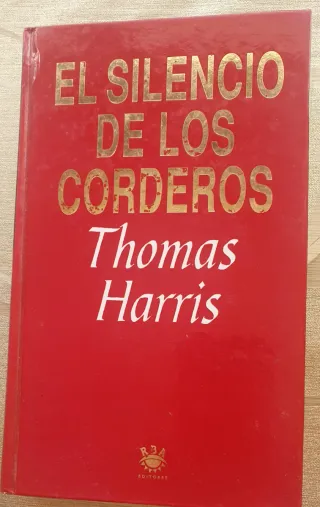 EL SILENCIO
DE LOS
CORDEROS
Thomas
Harris
RBA
EDITORES